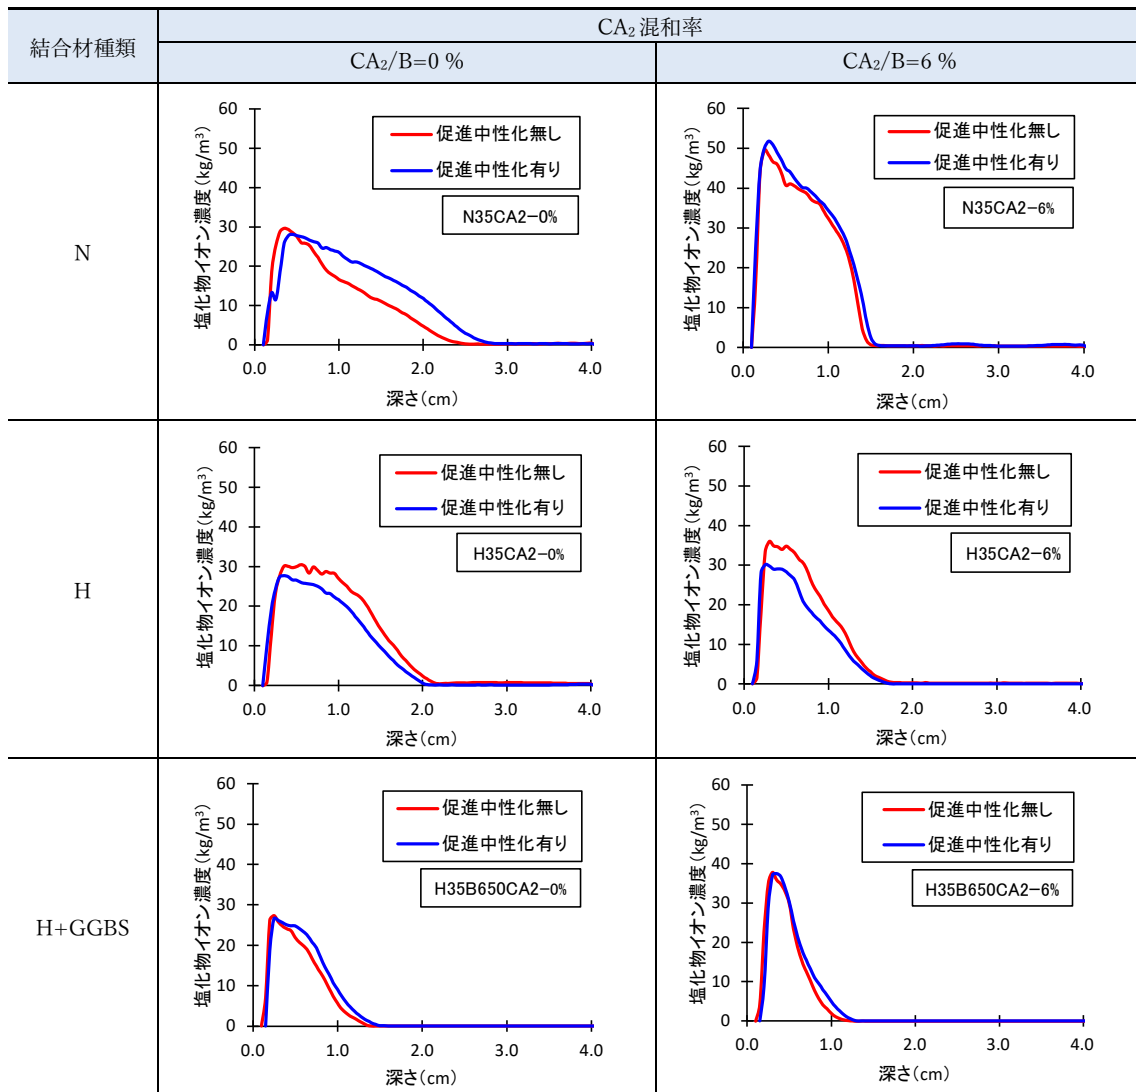 結合材種類
CA₂ 混和率
CA₂/B=0 %
CA₂/B=6 %
N
塩化物イオン濃度(kg/m³)
60
50
40
30
20
10
0
0.0 1.0 2.0 3.0 4.0
深さ(cm)
促進中性化無し
促進中性化有り
N35CA2-0%
塩化物イオン濃度(kg/m³)
60
50
40
30
20
10
0
0.0 1.0 2.0 3.0 4.0
深さ(cm)
促進中性化無し
促進中性化有り
N35CA2-6%
H
塩化物イオン濃度(kg/m³)
60
50
40
30
20
10
0
0.0 1.0 2.0 3.0 4.0
深さ(cm)
促進中性化無し
促進中性化有り
H35CA2-0%
塩化物イオン濃度(kg/m³)
60
50
40
30
20
10
0
0.0 1.0 2.0 3.0 4.0
深さ(cm)
促進中性化無し
促進中性化有り
H35CA2-6%
H+GGBS
塩化物イオン濃度(kg/m³)
60
50
40
30
20
10
0
0.0 1.0 2.0 3.0 4.0
深さ(cm)
促進中性化無し
促進中性化有り
H35B650CA2-0%
塩化物イオン濃度(kg/m³)
60
50
40
30
20
10
0
0.0 1.0 2.0 3.0 4.0
深さ(cm)
促進中性化無し
促進中性化有り
H35B650CA2-6%